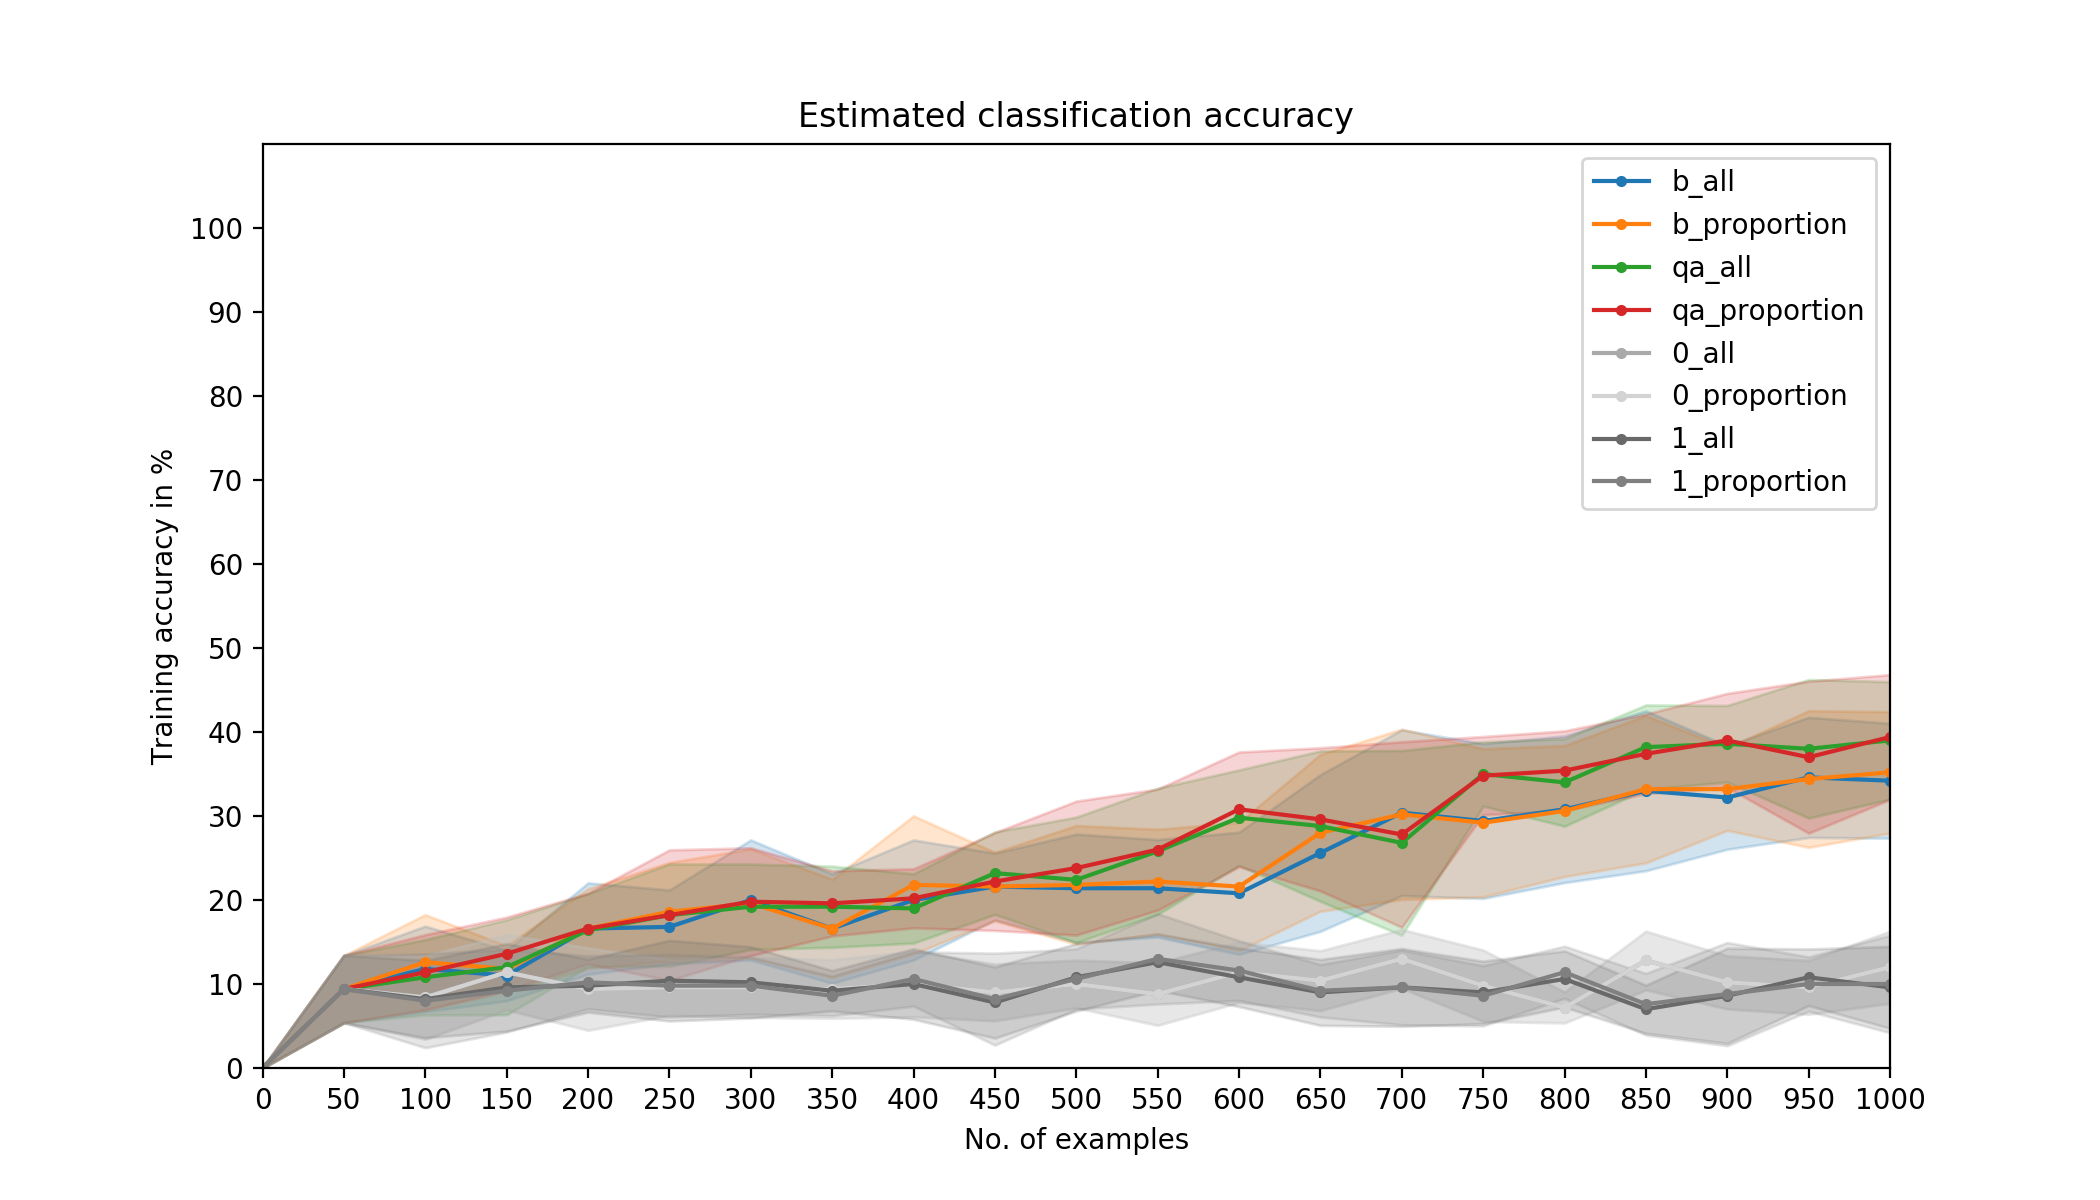 Estimated classification accuracy
Training accuracy in %
100
90
80
70
60
50
40
30
20
10
0
b_all
b_proportion
qa_all
qa_proportion
0_all
0_proportion
1_all
1_proportion
0 50 100 150 200 250 300 350 400 450 500 550 600 650 700 750 800 850 900 950 1000
No. of examples